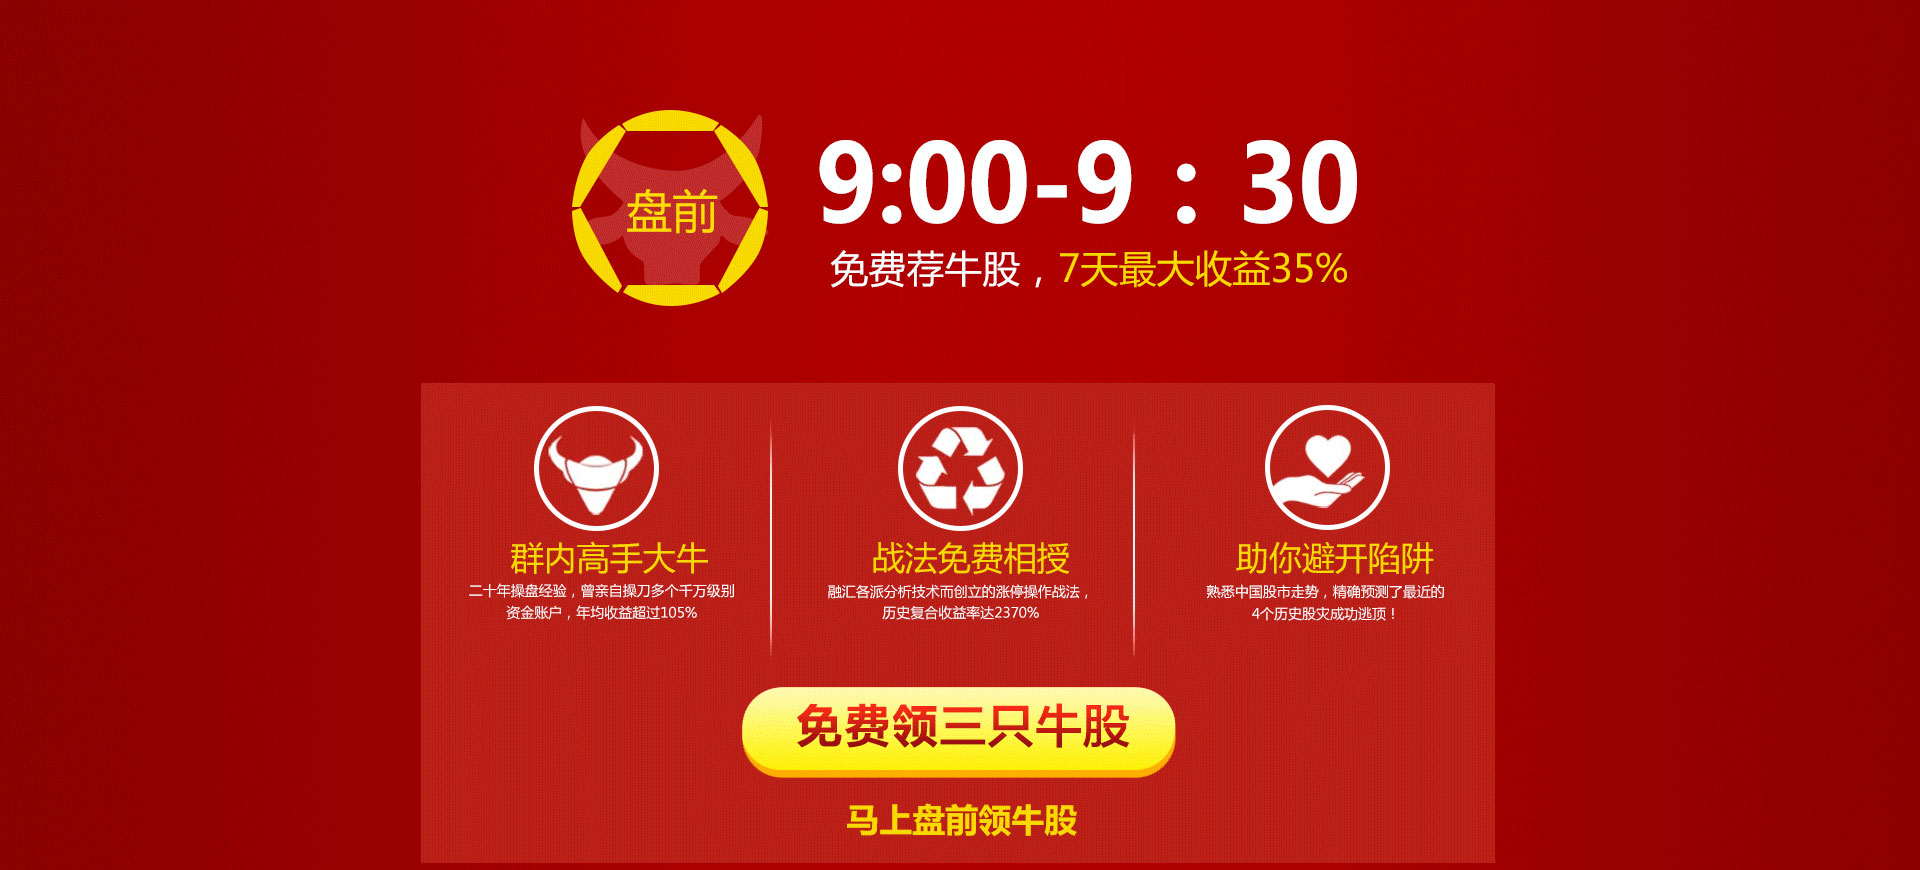 盘前
9:00-9：30
免费荐牛股，7天最大收益35%
群内高手大牛
二十年操盘经验，曾亲自操刀多个千万级别
资金账户，年均收益超过105%
战法免费相授
融汇各派分析技术而创立的涨停操作战法，
历史复合收益率达2370%
助你避开陷阱
熟悉中国股市走势，精确预测了最近的
4个历史股灾成功逃顶！
免费领三只牛股
马上盘前领牛股